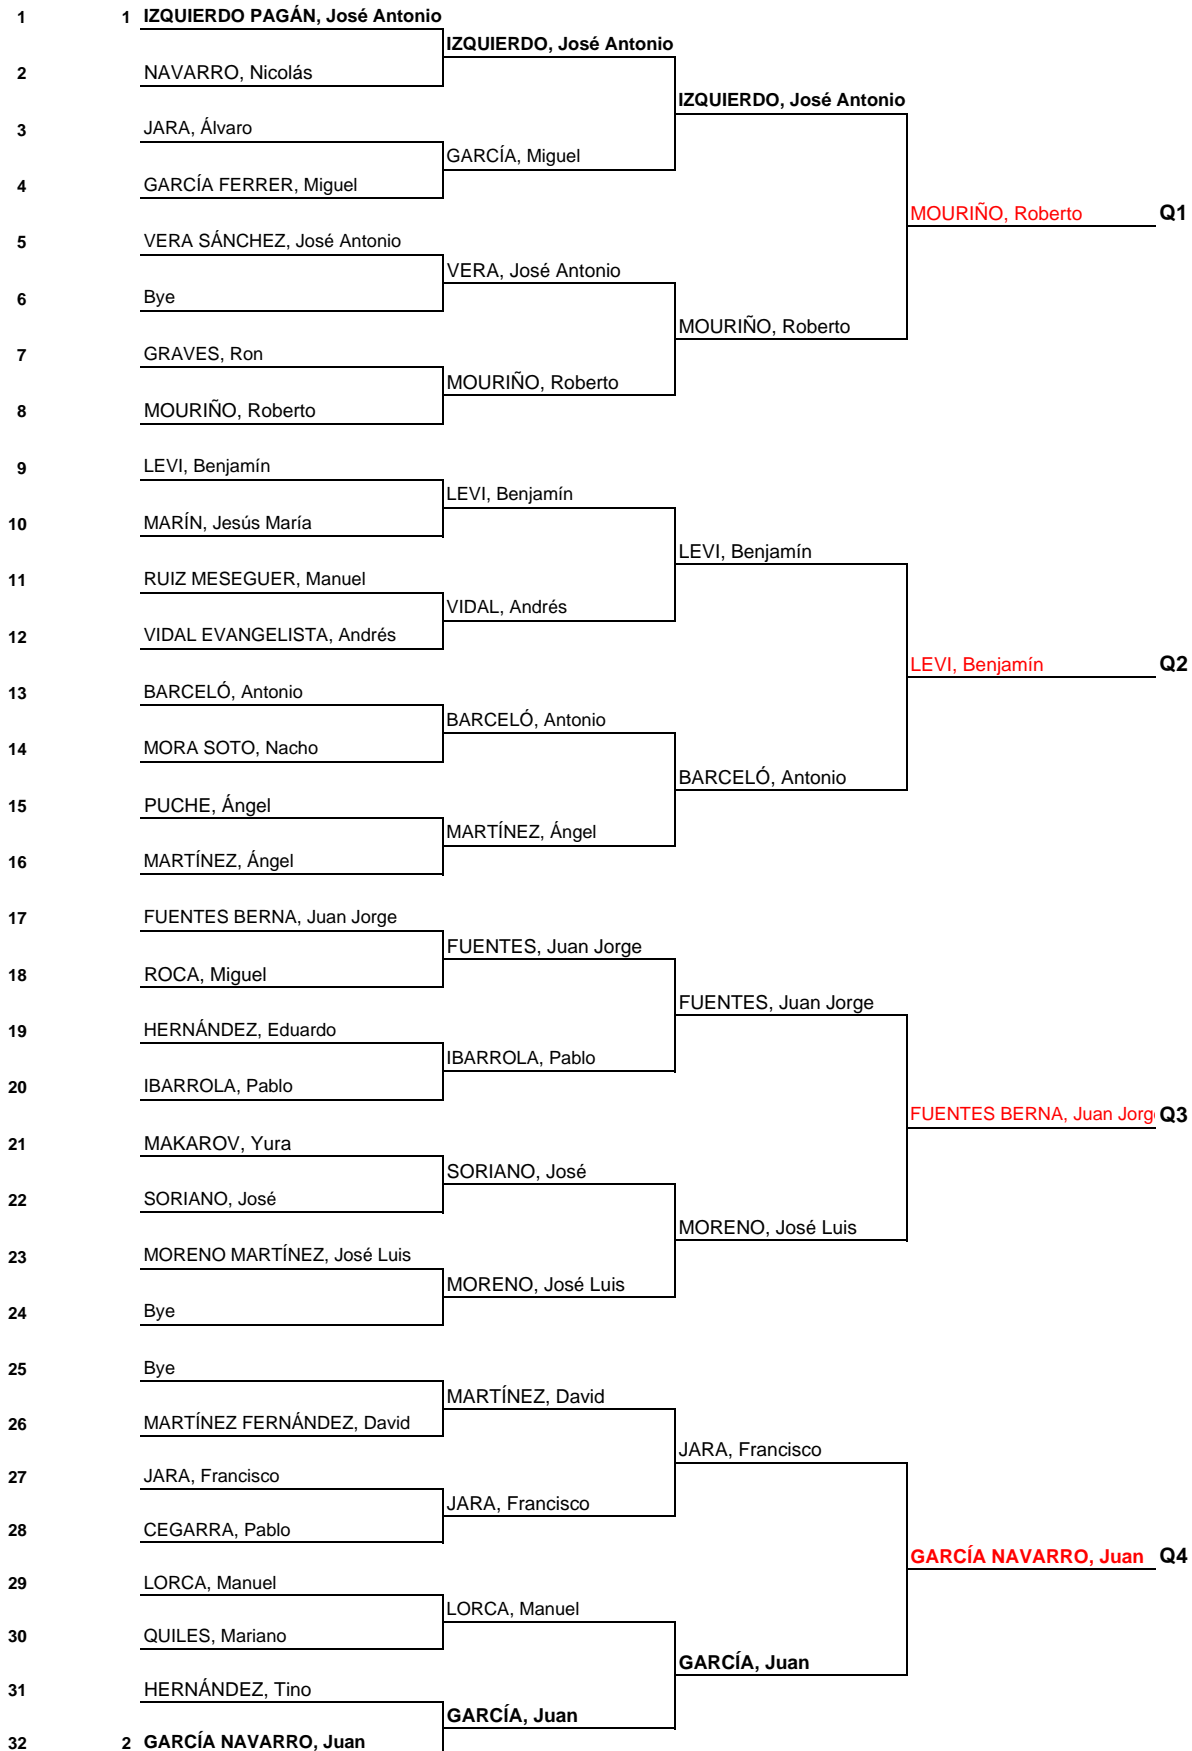 1 1 IZQUIERDO PAGÁN, José Antonio
IZQUIERDO, José Antonio
2 NAVARRO, Nicolás
IZQUIERDO, José Antonio
3 JARA, Álvaro
GARCÍA, Miguel
4 GARCÍA FERRER, Miguel
MOURIÑO, Roberto Q1
5 VERA SÁNCHEZ, José Antonio
VERA, José Antonio
6 Bye
MOURIÑO, Roberto
7 GRAVES, Ron
MOURIÑO, Roberto
8 MOURIÑO, Roberto
9 LEVI, Benjamín
LEVI, Benjamín
10 MARÍN, Jesús María
LEVI, Benjamín
11 RUIZ MESEGUER, Manuel
VIDAL, Andrés
12 VIDAL EVANGELISTA, Andrés
LEVI, Benjamín Q2
13 BARCELÓ, Antonio
BARCELÓ, Antonio
14 MORA SOTO, Nacho
BARCELÓ, Antonio
15 PUCHE, Ángel
MARTÍNEZ, Ángel
16 MARTÍNEZ, Ángel
17 FUENTES BERNA, Juan Jorge
FUENTES, Juan Jorge
18 ROCA, Miguel
FUENTES, Juan Jorge
19 HERNÁNDEZ, Eduardo
IBARROLA, Pablo
20 IBARROLA, Pablo
FUENTES BERNA, Juan Jorg Q3
21 MAKAROV, Yura
SORIANO, José
22 SORIANO, José
MORENO, José Luis
23 MORENO MARTÍNEZ, José Luis
MORENO, José Luis
24 Bye
25 Bye
MARTÍNEZ, David
26 MARTÍNEZ FERNÁNDEZ, David
JARA, Francisco
27 JARA, Francisco
JARA, Francisco
28 CEGARRA, Pablo
GARCÍA NAVARRO, Juan Q4
29 LORCA, Manuel
LORCA, Manuel
30 QUILES, Mariano
GARCÍA, Juan
31 HERNÁNDEZ, Tino
GARCÍA, Juan
32 2 GARCÍA NAVARRO, Juan